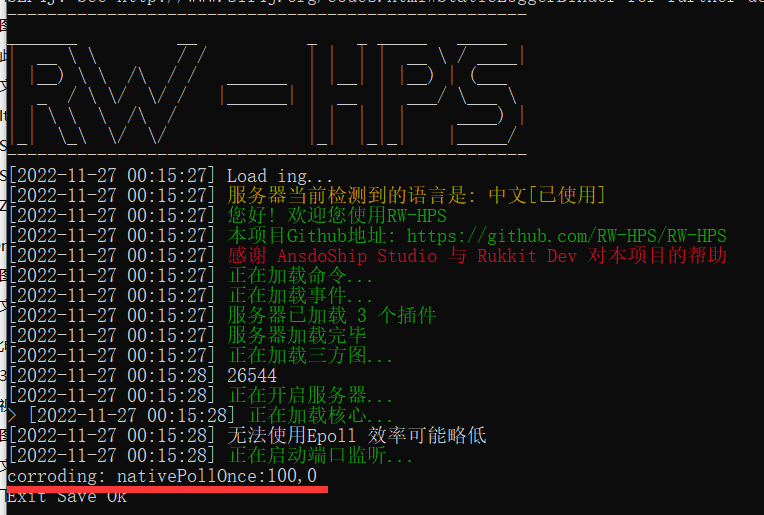 RW-HPS
[2022-11-27 00:15:27] Load ing...
[2022-11-27 00:15:27] 服务器当前检测到的语言是: 中文[已使用]
[2022-11-27 00:15:27] 您好! 欢迎您使用RW-HPS
[2022-11-27 00:15:27] 本项目Github地址: https://github.com/RW-HPS/RW-HPS
[2022-11-27 00:15:27] 感谢 AnsdoShip Studio 与 Rukkit Dev 对本项目的帮助
[2022-11-27 00:15:27] 正在加载命令...
[2022-11-27 00:15:27] 正在加载事件...
[2022-11-27 00:15:27] 服务器已加载 3 个插件
[2022-11-27 00:15:27] 服务器加载完毕
[2022-11-27 00:15:27] 正在加载三方图...
[2022-11-27 00:15:28] 26544
[2022-11-27 00:15:28] 正在开启服务器...
> [2022-11-27 00:15:28] 正在加载核心...
[2022-11-27 00:15:28] 无法使用Epoll 效率可能略低
[2022-11-27 00:15:28] 正在启动端口监听...
corroding: nativePollOnce:100,0
Exit Save Ok